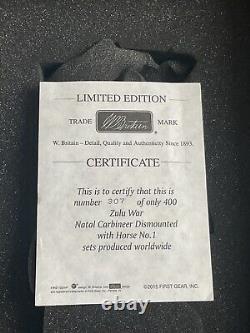 LIMITED EDITION
TRADE W Britain MARK
®
W. Britain – Detail, Quality and Authenticity Since 1893.
CERTIFICATE
This is to certify that this is
number 307 of only 400
Zulu War
Natal Carbineer Dismounted
with Horse No.1
sets produced worldwide
©2015 FIRST GEAR, INC.